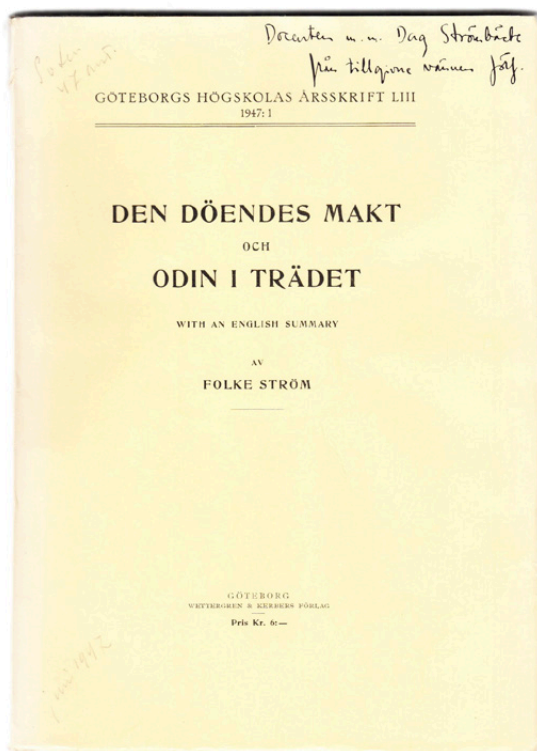 Docenten m.m. Dag Strömbäck
från tillgivne vännen Förf.
GÖTEBORGS HÖGSKOLAS ÅRSSKRIFT LIII
1947: 1
DEN DÖENDES MAKT
OCH
ODIN I TRÄDET
WITH AN ENGLISH SUMMARY
AV
FOLKE STRÖM
GÖTEBORG
WETTERGREN & KERBERS FÖRLAG
Pris Kr. 6:—